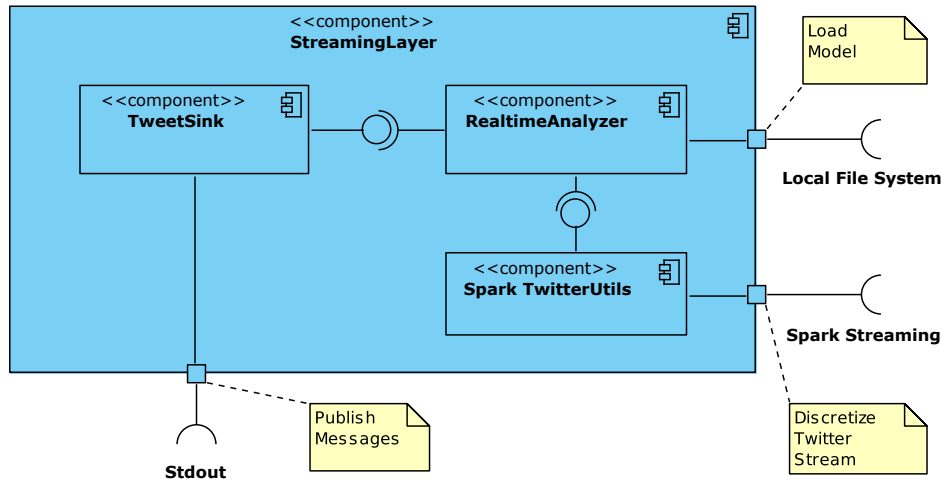 <<component>>
StreamingLayer
Load
Model
<<component>>
TweetSink
<<component>>
RealtimeAnalyzer
Local File System
<<component>>
Spark TwitterUtils
Spark Streaming
Publish
Messages
Discretize
Twitter
Stream
Stdout